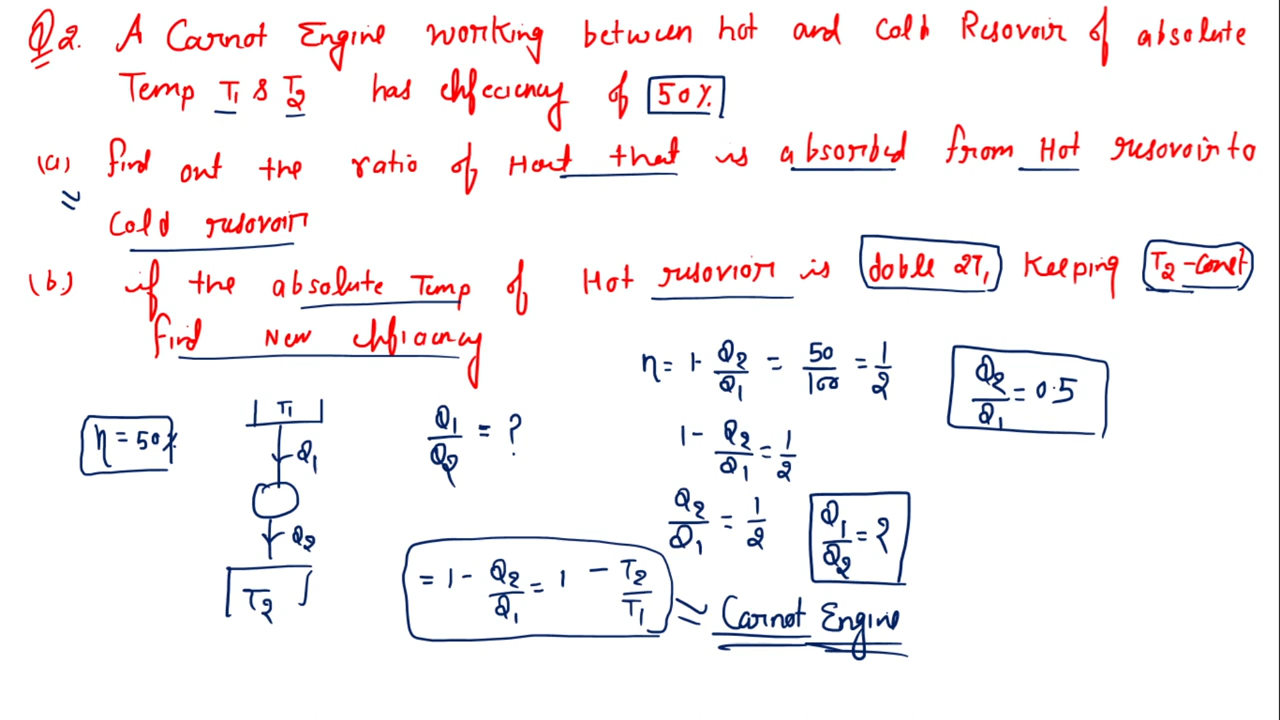 Q2. A Carnot Engine working between hot and cold Resovoir of absolute
Temp T1 & T2 has efficiency of 50%
(a) find out the ratio of Heat that is absorbed from Hot resovoir to
cold resovoir
(b.) if the absolute Temp of Hot resovior is doble 2T1 keeping T2-const
find New effiacency
η = 1 - Q2/Q1 = 50/100 = 1/2
Q2/Q1 = 0.5
η = 50%
T1
Q1
Q2
T2
Q1/Q2 = ?
1 - Q2/Q1 = 1/2
Q2/Q1 = 1/2
Q1/Q2 = 2
= 1 - Q2/Q1 = 1 - T2/T1
Carnot Engine